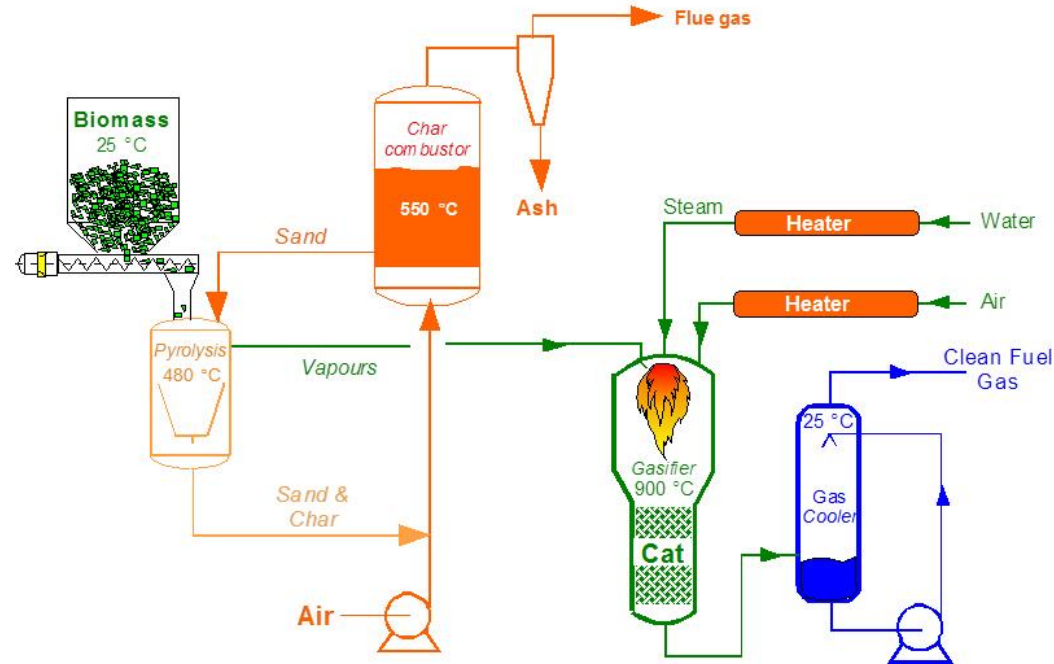 Flue gas
Biomass
25 °C
Char
combustor
550 °C
Ash
Sand
Steam
Heater
Water
Heater
Air
Pyrolysis
480 °C
Vapours
Clean Fuel
Gas
25 °C
Gasifier
900 °C
Gas
Cooler
Sand &
Char
Cat
Air